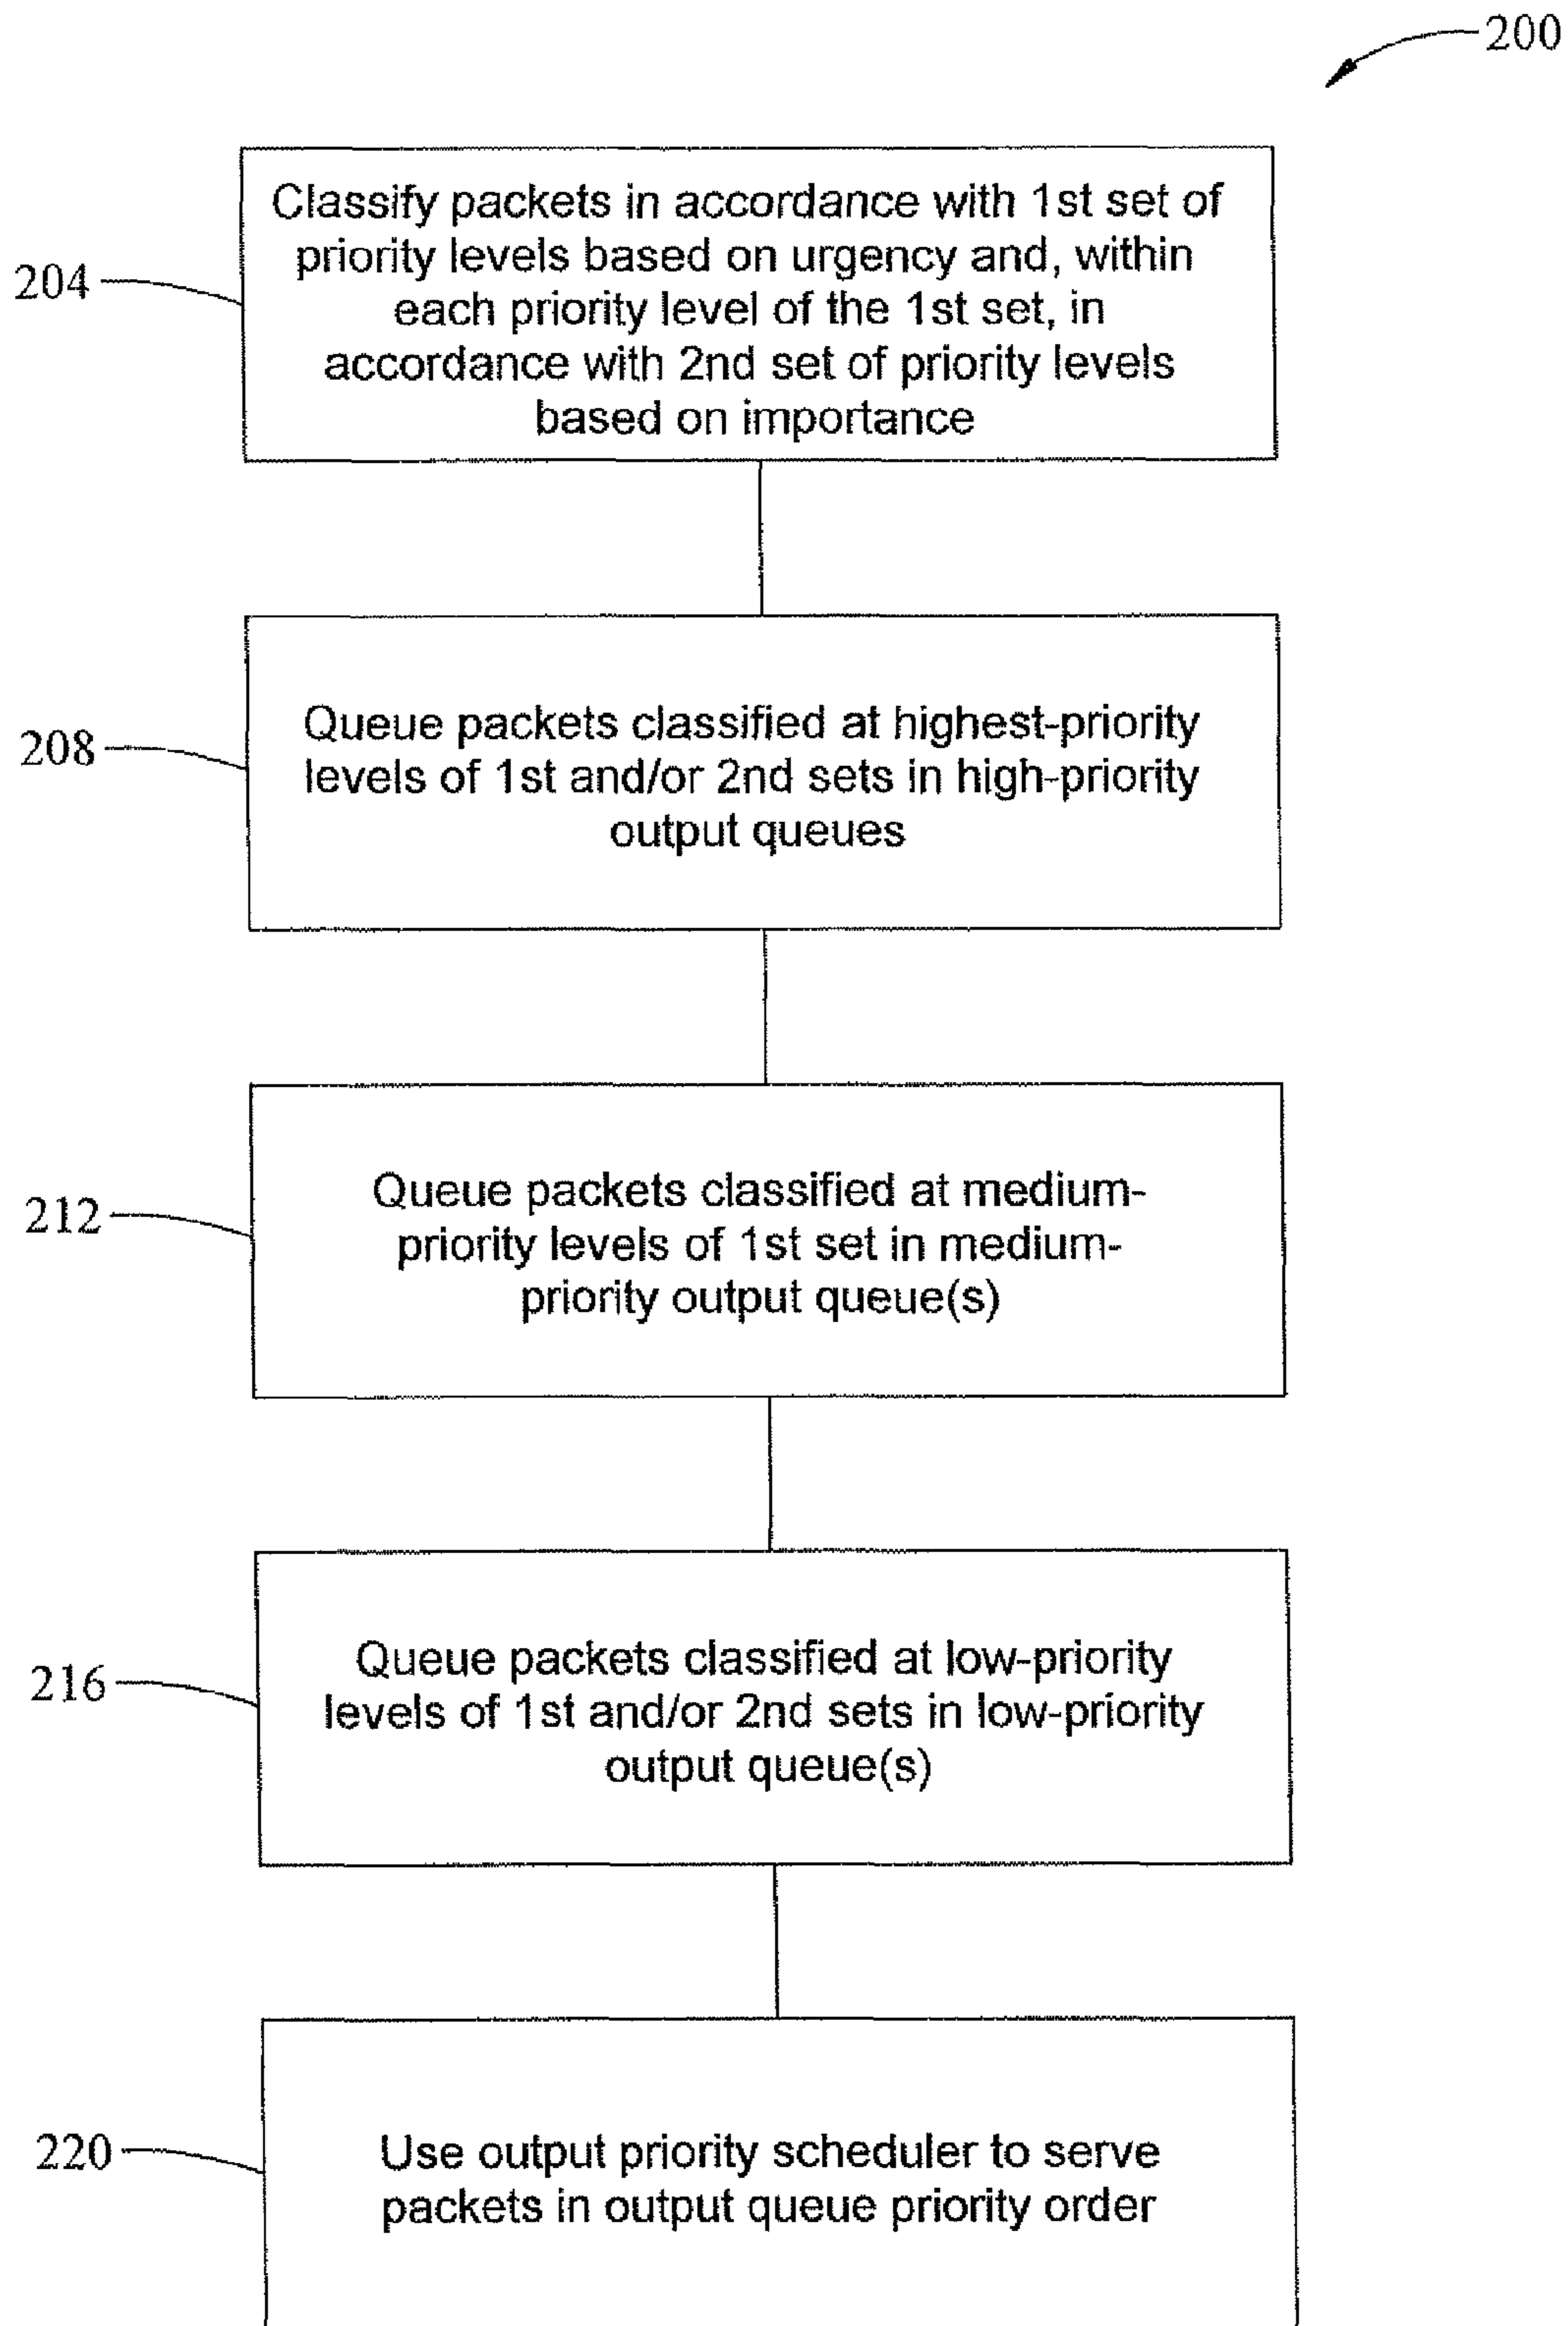 200
204
Classify packets in accordance with 1st set of
priority levels based on urgency and, within
each priority level of the 1st set, in
accordance with 2nd set of priority levels
based on importance
208
Queue packets classified at highest-priority
levels of 1st and/or 2nd sets in high-priority
output queues
212
Queue packets classified at medium-
priority levels of 1st set in medium-
priority output queue(s)
216
Queue packets classified at low-priority
levels of 1st and/or 2nd sets in low-priority
output queue(s)
220
Use output priority scheduler to serve
packets in output queue priority order